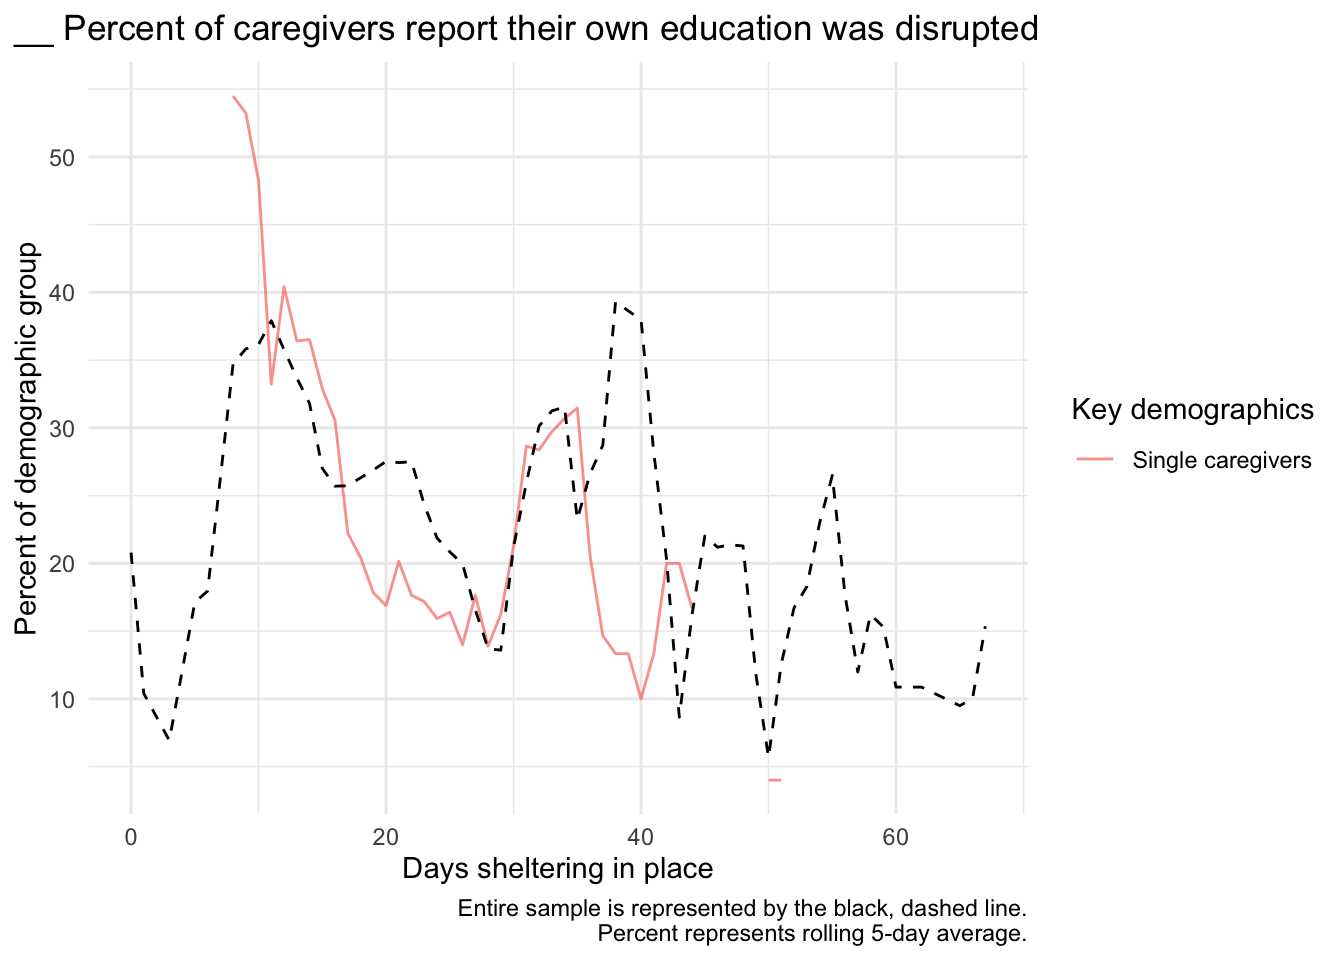 __ Percent of caregivers report their own education was disrupted
Percent of demographic group
50
40
30
20
10
0
20
40
60
Days sheltering in place
Key demographics
Single caregivers
Entire sample is represented by the black, dashed line.
Percent represents rolling 5-day average.